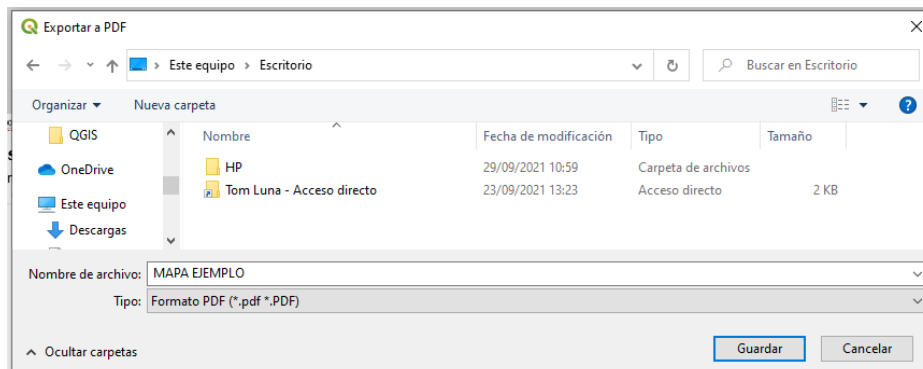 Exportar a PDF
Este equipo > Escritorio
Buscar en Escritorio
Organizar
Nueva carpeta
QGIS
OneDrive
Este equipo
Descargas
Nombre Fecha de modificación Tipo Tamaño
HP 29/09/2021 10:59 Carpeta de archivos
Tom Luna - Acceso directo 23/09/2021 13:23 Acceso directo 2 KB
Nombre de archivo: MAPA EJEMPLO
Tipo: Formato PDF (*.pdf *.PDF)
Ocultar carpetas
Guardar
Cancelar